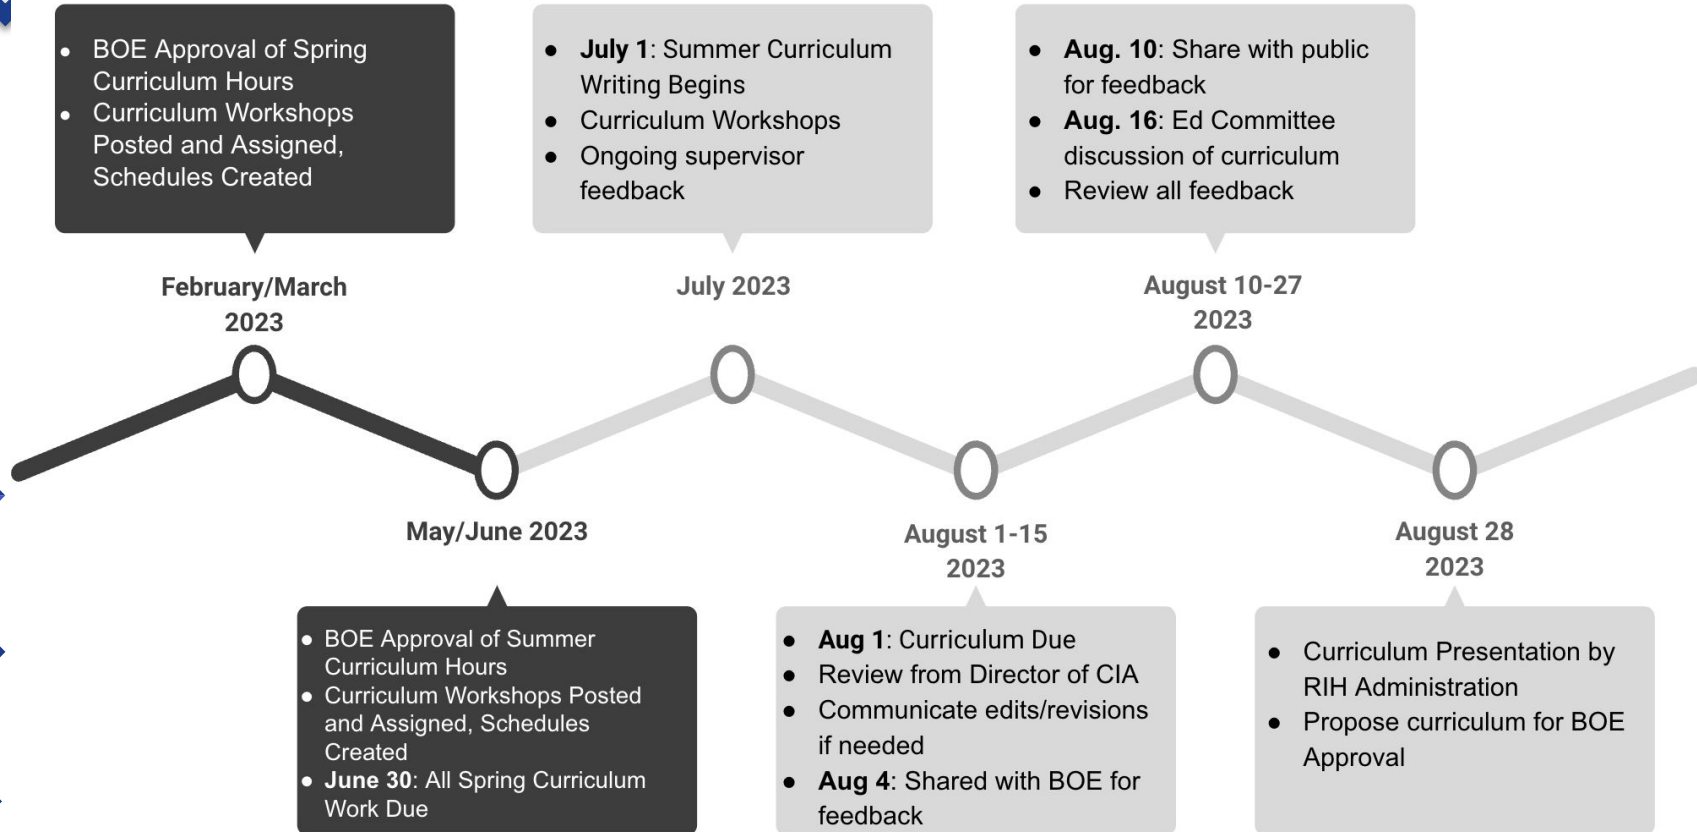 ● BOE Approval of Spring
Curriculum Hours
● Curriculum Workshops
Posted and Assigned,
Schedules Created
February/March
2023
● July 1: Summer Curriculum
Writing Begins
● Curriculum Workshops
● Ongoing supervisor
feedback
July 2023
● Aug. 10: Share with public
for feedback
● Aug. 16: Ed Committee
discussion of curriculum
● Review all feedback
August 10-27
2023
May/June 2023
● BOE Approval of Summer
Curriculum Hours
● Curriculum Workshops Posted
and Assigned, Schedules
Created
● June 30: All Spring Curriculum
Work Due
August 1-15
2023
● Aug 1: Curriculum Due
● Review from Director of CIA
● Communicate edits/revisions
if needed
● Aug 4: Shared with BOE for
feedback
August 28
2023
● Curriculum Presentation by
RIH Administration
● Propose curriculum for BOE
Approval